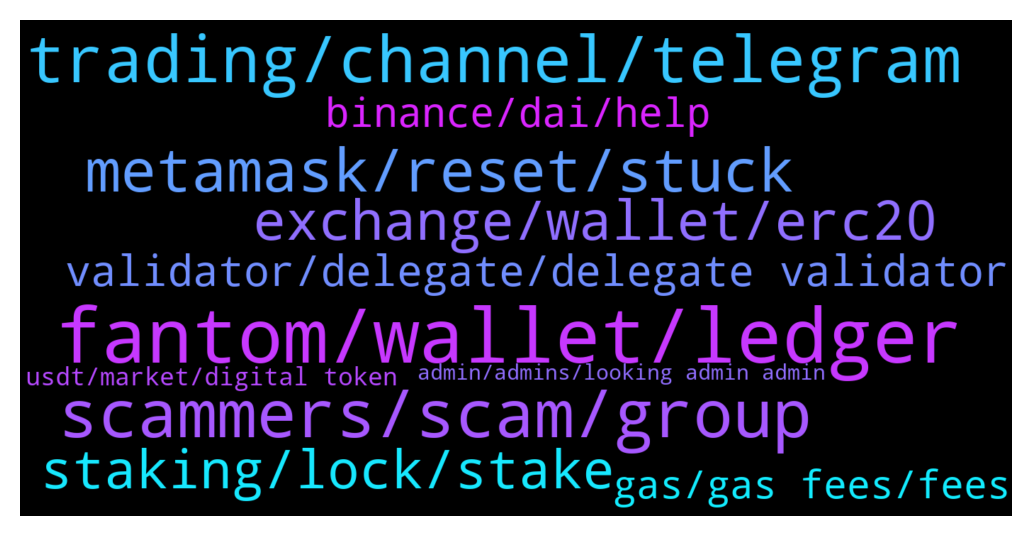 trading/channel/telegram
binance/dai/help
metamask/reset/stuck
exchange/wallet/erc20
validator/delegate/delegate validator
fantom/wallet/ledger
usdt/market/digital token
admin/admins/looking admin admin
scammers/scam/group
staking/lock/stake
gas/gas fees/fees